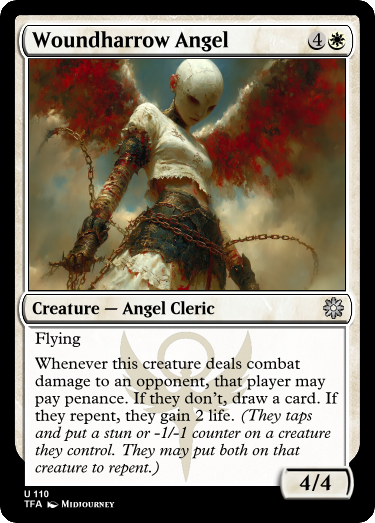 Woundharrow Angel 4
Creature — Angel Cleric
Flying
Whenever this creature deals combat
damage to an opponent, that player may
pay penance. If they don't, draw a card. If
they repent, they gain 2 life. (They taps
and put a stun or -1/-1 counter on a creature
they control. They may put both on that
creature to repent.)
4/4
U 110
TFA Midjourney